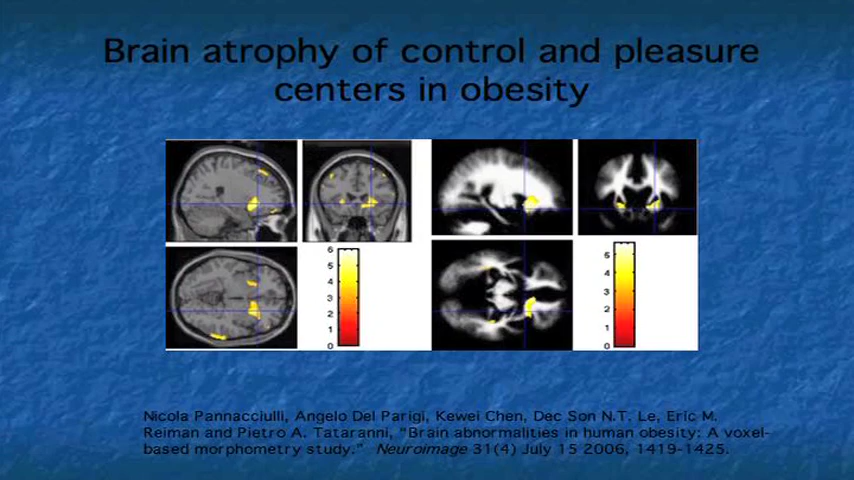 Brain atrophy of control and pleasure
centers in obesity
6
5
4
3
2
1
0
5
4
3
2
1
0
Nicola Pannacciulli, Angelo Del Parigi, Kewei Chen, Dec Son N.T. Le, Eric M.
Reiman and Pietro A. Tataranni, "Brain abnormalities in human obesity: A voxel-
based morphometry study." Neuroimage 31(4) July 15 2006, 1419-1425.